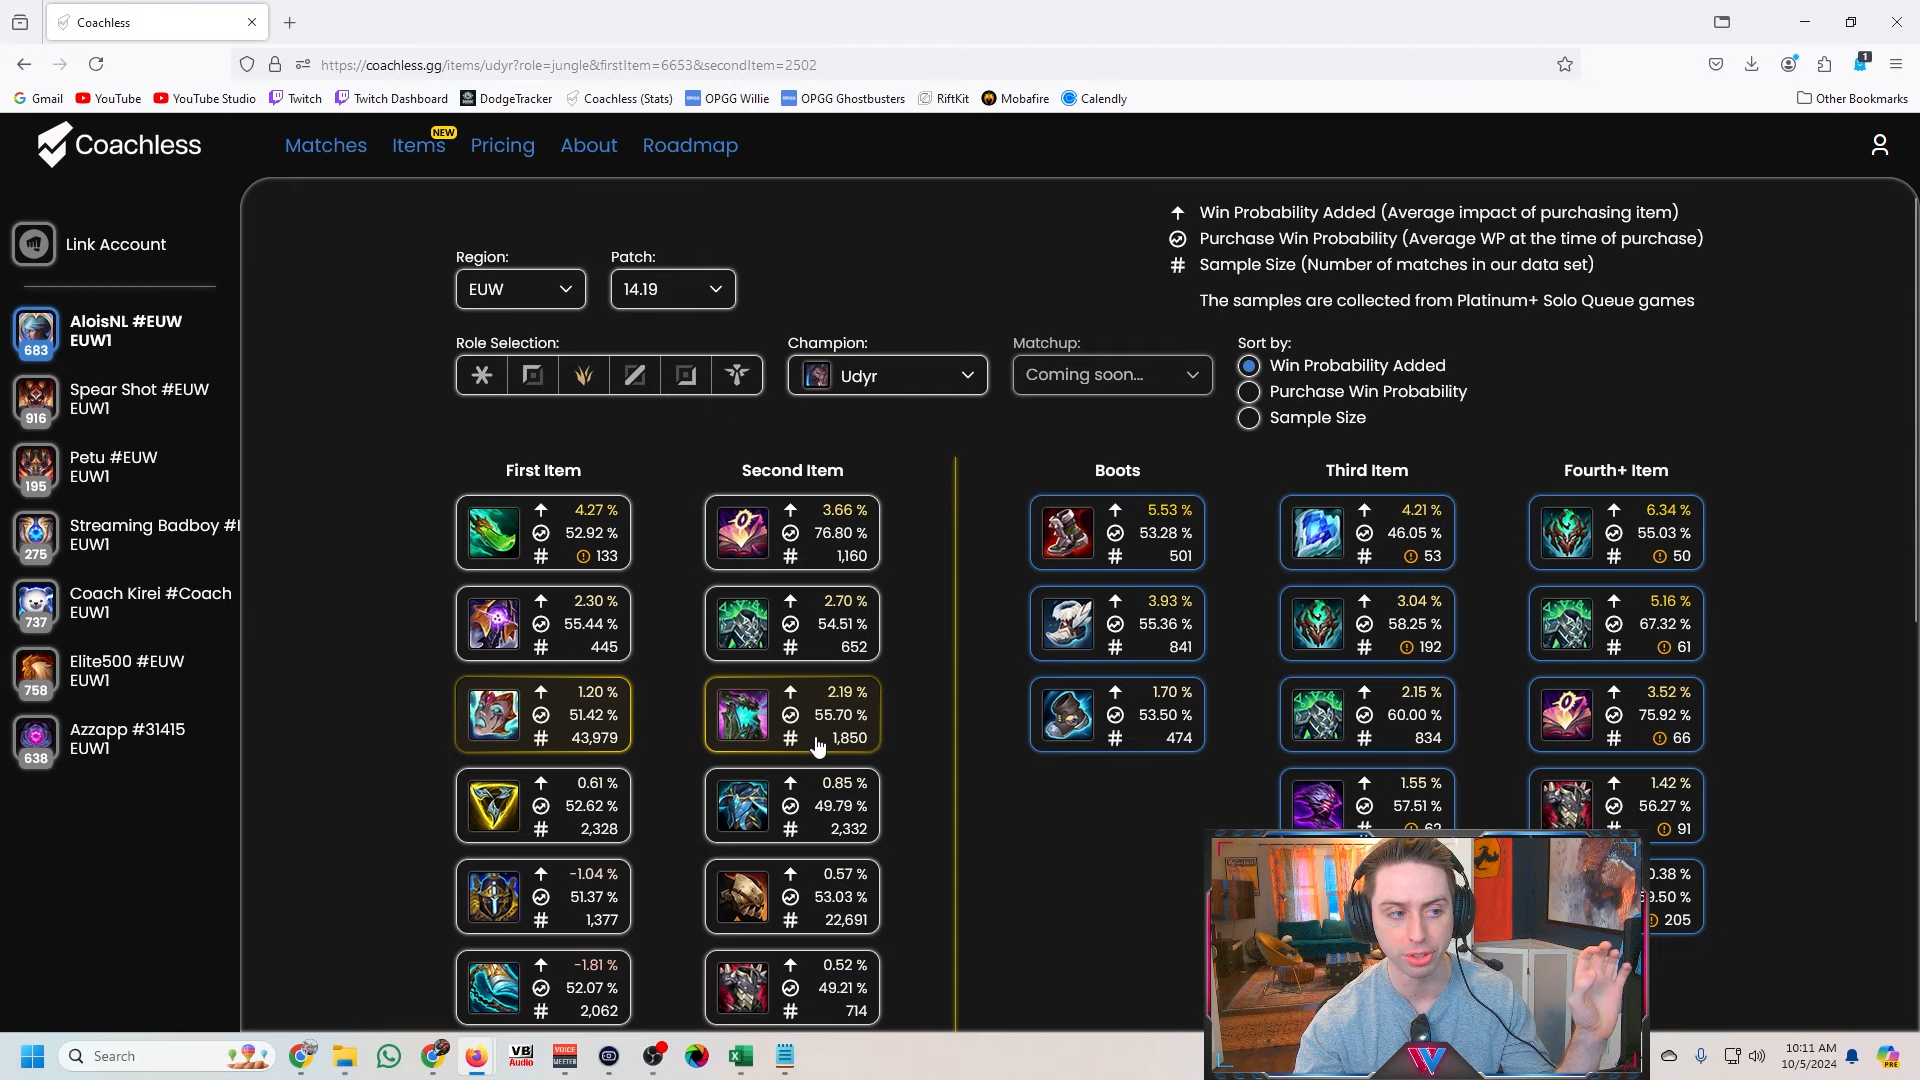 Coachless
https://coachless.gg/items/udyr?role=jungle&firstItem=6653&secondItem=2502
1
Gmail YouTube YouTube Studio Twitch Twitch Dashboard DodgeTracker Coachless (Stats) OPGG Willie OPGG Ghostbusters RiftKit Mobafire Calendly Other Bookmarks
Coachless Matches Items NEW Pricing About Roadmap
Link Account
AloisNL #EUW
EUW1
683
Spear Shot #EUW
EUW1
916
Petu #EUW
EUW1
195
Streaming Badboy #
EUW1
275
Coach Kirei #Coach
EUW1
737
Elite500 #EUW
EUW1
758
Azzapp #31415
EUW1
638
Win Probability Added (Average impact of purchasing item)
Purchase Win Probability (Average WP at the time of purchase)
# Sample Size (Number of matches in our data set)
The samples are collected from Platinum+ Solo Queue games
Region: Patch:
EUW 14.19
Role Selection: Champion: Matchup: Sort by:
Udyr Coming soon...
Win Probability Added
Purchase Win Probability
Sample Size
First Item
4.27 %
52.92 %
# 133
2.30 %
55.44 %
# 445
1.20 %
51.42 %
# 43,979
0.61 %
52.62 %
# 2,328
-1.04 %
51.37 %
# 1,377
-1.81 %
52.07 %
# 2,062
Second Item
3.66 %
76.80 %
# 1,160
2.70 %
54.51 %
# 652
2.19 %
55.70 %
# 1,850
0.85 %
49.79 %
# 2,332
0.57 %
53.03 %
# 22,691
0.52 %
49.21 %
# 714
Boots
5.53 %
53.28 %
# 501
3.93 %
55.36 %
# 841
1.70 %
53.50 %
# 474
Third Item
4.21 %
46.05 %
# 53
3.04 %
58.25 %
# 192
2.15 %
60.00 %
# 834
1.55 %
57.51 %
# 62
Fourth+ Item
6.34 %
55.03 %
# 50
5.16 %
67.32 %
# 61
3.52 %
75.92 %
# 66
1.42 %
56.27 %
91
0.38 %
9.50 %
205
Search
VB
Audio
VOICE
MEETER
10:11 AM
10/5/2024
PRE